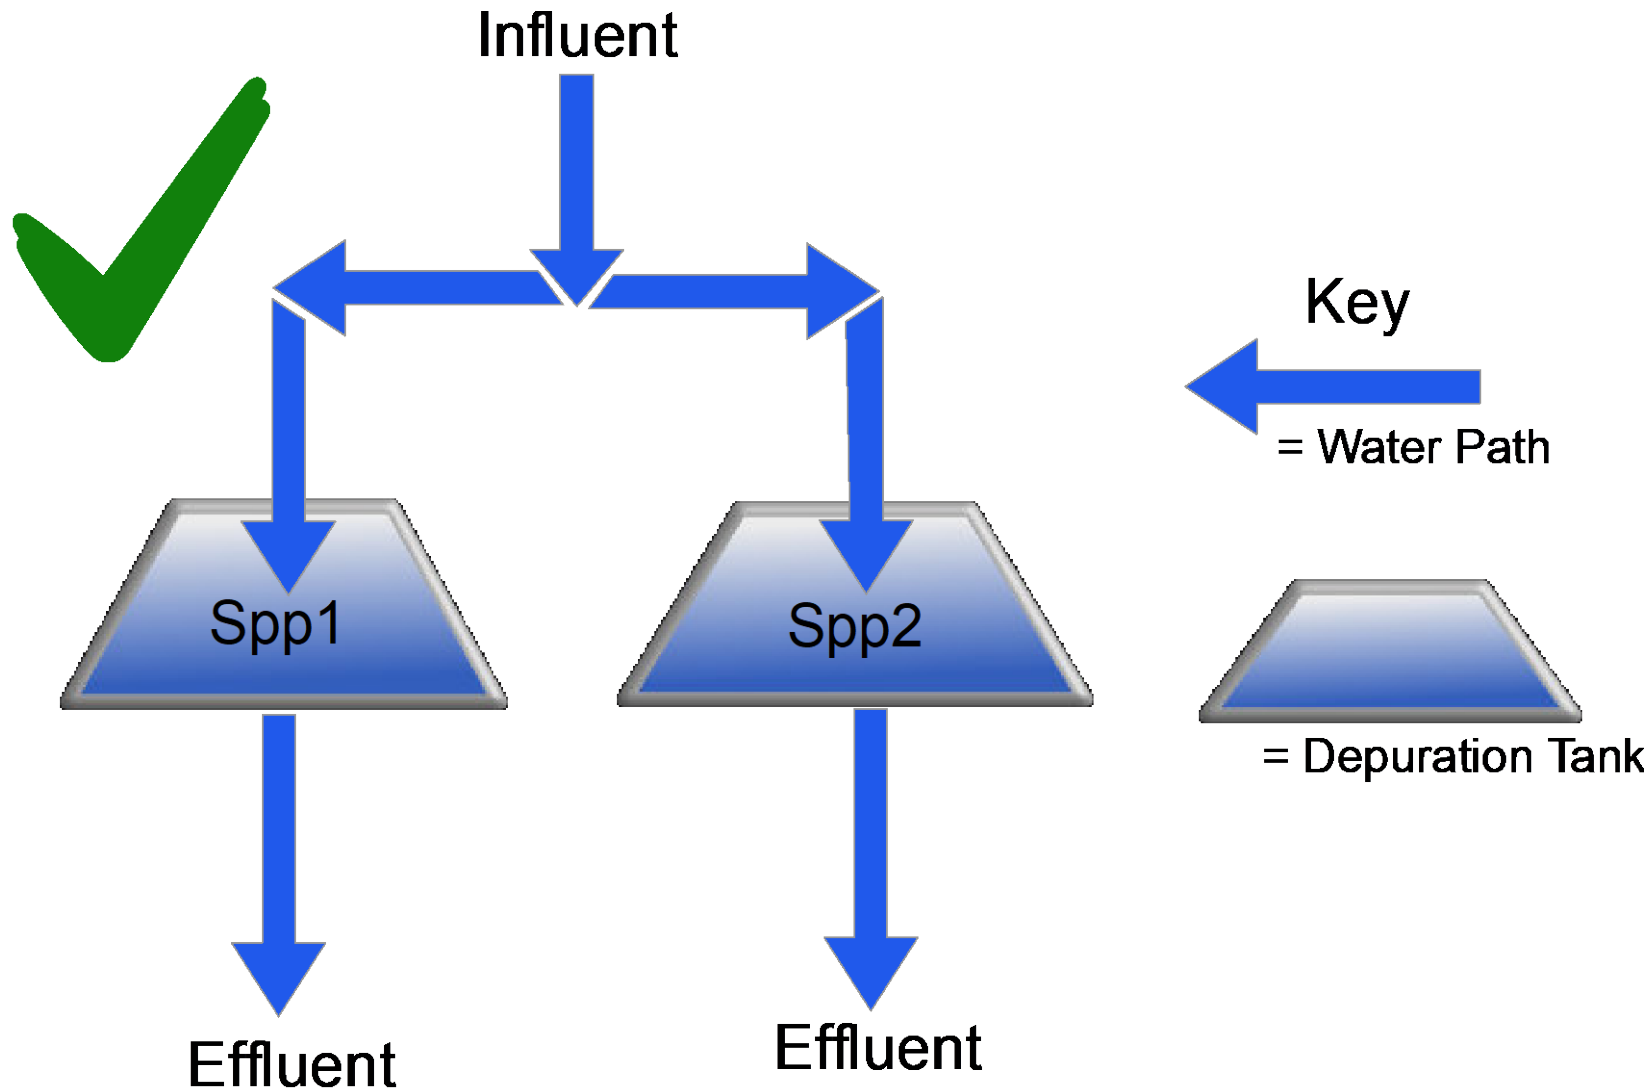 Influent
Key
= Water Path
Spp1
Spp2
= Depuration Tank
Effluent
Effluent